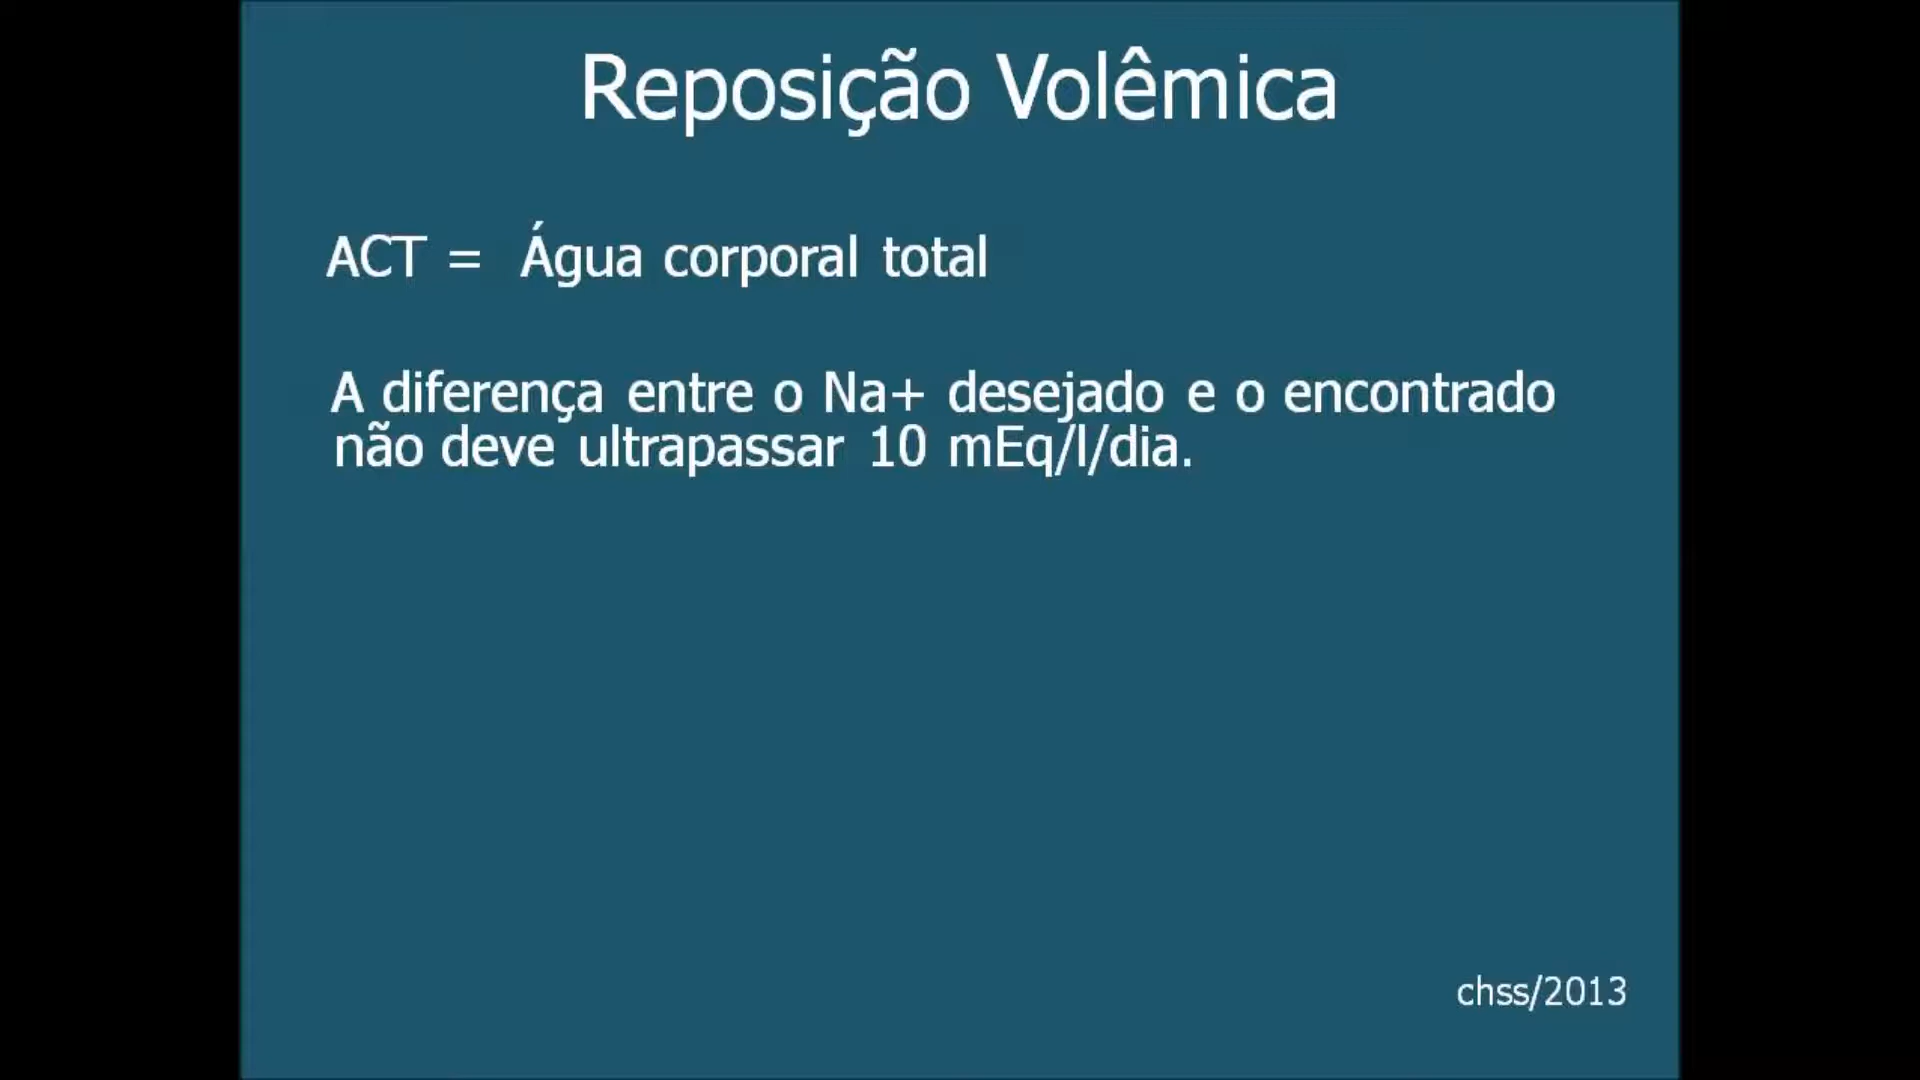 Reposição Volêmica
ACT = Água corporal total
A diferença entre o Na+ desejado e o encontrado
não deve ultrapassar 10 mEq/l/dia.
chss/2013